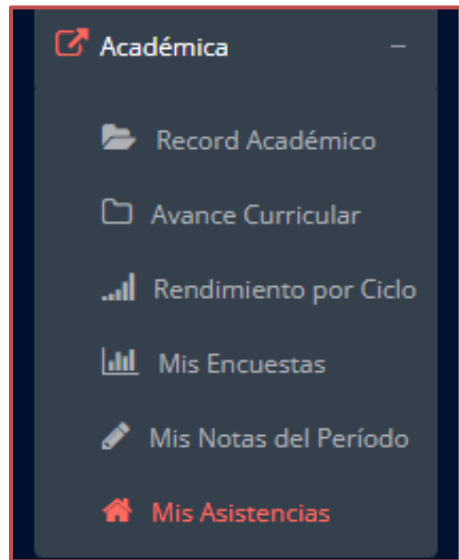 Académica
Record Académico
Avance Curricular
Rendimiento por Ciclo
Mis Encuestas
Mis Notas del Período
Mis Asistencias